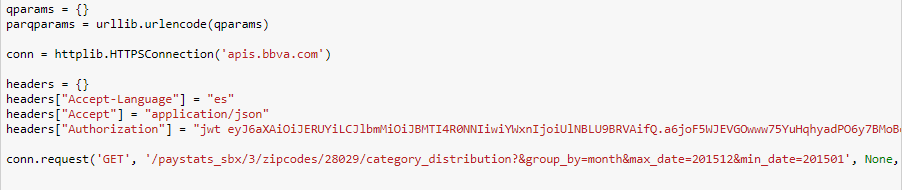 qparams = {}
parqparams = urllib.urlencode(qparams)
conn = httplib.HTTPSConnection('apis.bbva.com')
headers = {}
headers["Accept-Language"] = "es"
headers["Accept"] = "application/json"
headers["Authorization"] = "jwt eyJ6aXAiOiJERUYiLCJlbmMiOiJBMTI4R0NNIiwiYWxnIjoiUlNBLU9BRVAifQ.a6joF5WJEVGOwww75YuHqhyadPO6y7BMoB
conn.request('GET', '/paystats_sbx/3/zipcodes/28029/category_distribution?&group_by=month&max_date=201512&min_date=201501', None,